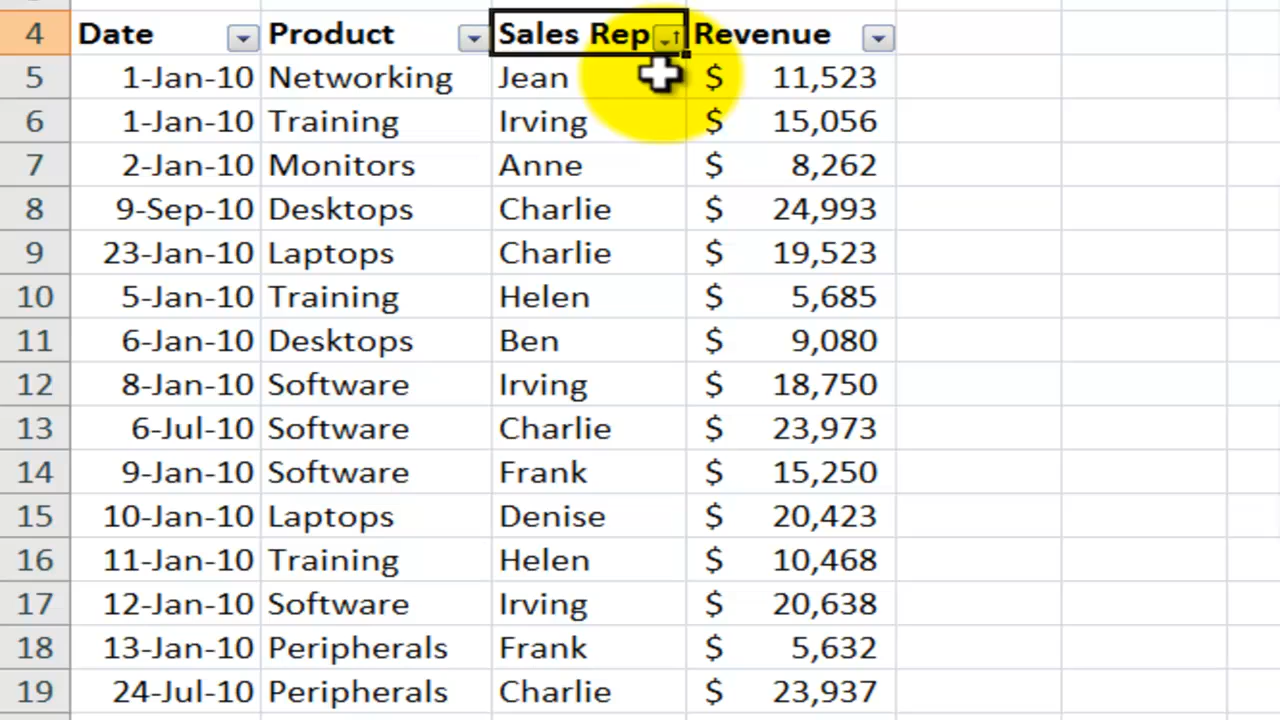 4 Date Product Sales Rep Revenue
5 1-Jan-10 Networking Jean $ 11,523
6 1-Jan-10 Training Irving $ 15,056
7 2-Jan-10 Monitors Anne $ 8,262
8 9-Sep-10 Desktops Charlie $ 24,993
9 23-Jan-10 Laptops Charlie $ 19,523
10 5-Jan-10 Training Helen $ 5,685
11 6-Jan-10 Desktops Ben $ 9,080
12 8-Jan-10 Software Irving $ 18,750
13 6-Jul-10 Software Charlie $ 23,973
14 9-Jan-10 Software Frank $ 15,250
15 10-Jan-10 Laptops Denise $ 20,423
16 11-Jan-10 Training Helen $ 10,468
17 12-Jan-10 Software Irving $ 20,638
18 13-Jan-10 Peripherals Frank $ 5,632
19 24-Jul-10 Peripherals Charlie $ 23,937